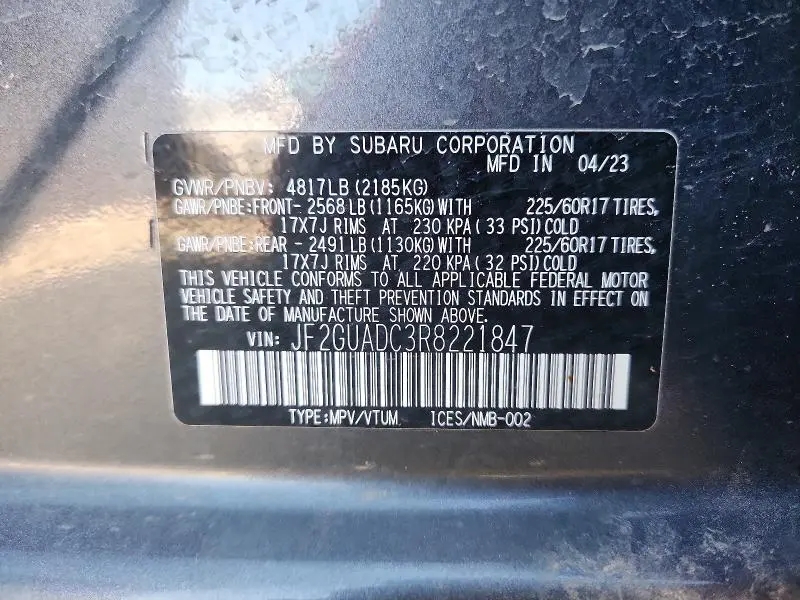 MFD BY SUBARU CORPORATION
MFD IN 04/23
GVWR/PNBV: 4817LB (2185KG)
GAWR/PNBE:FRONT- 2568 LB (1165KG) WITH 225/60R17 TIRES,
17X7J RIMS AT 230 KPA ( 33 PSI) COLD
GAWR/PNBE:REAR - 2491 LB (1130KG) WITH 225/60R17 TIRES,
17X7J RIMS AT 220 KPA ( 32 PSI) COLD
THIS VEHICLE CONFORMS TO ALL APPLICABLE FEDERAL MOTOR
VEHICLE SAFETY AND THEFT PREVENTION STANDARDS IN EFFECT ON
THE DATE OF MANUFACTURE SHOWN ABOVE.
VIN: JF2GUADC3R8221847
TYPE:MPV/VTUM ICES/NMB-002